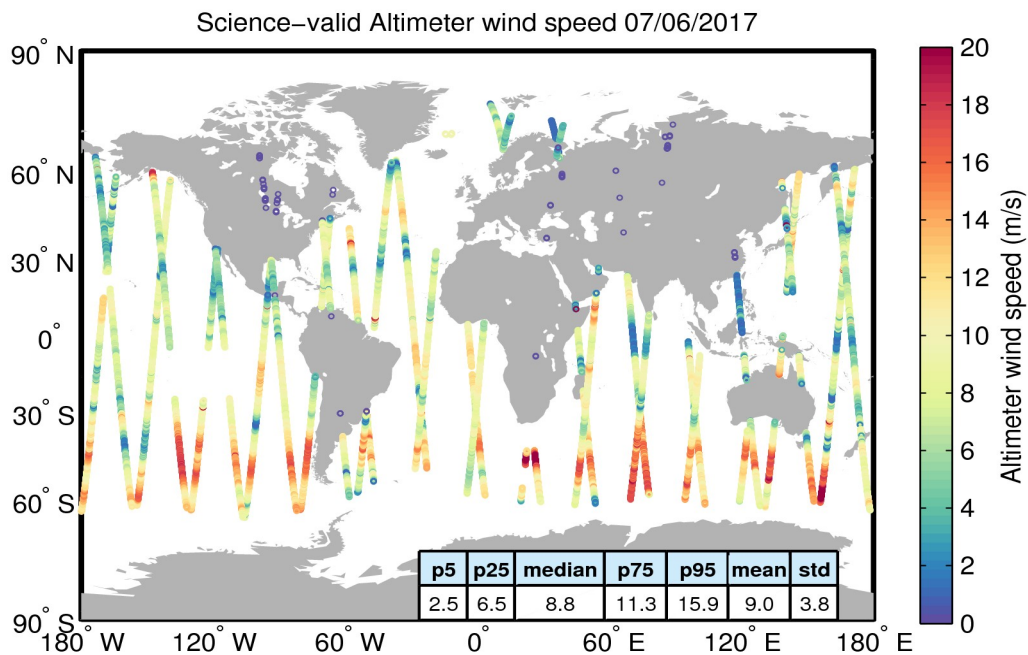 Science−valid Altimeter wind speed 07/06/2017
90° N
60° N
30° N
0°
30° S
60° S
90° S
180° W
120° W
60° W
0°
60° E
120° E
180° E
p5 p25 median p75 p95 mean std
2.5 6.5 8.8 11.3 15.9 9.0 3.8
20
18
16
14
12
10
8
6
4
2
0
Altimeter wind speed (m/s)